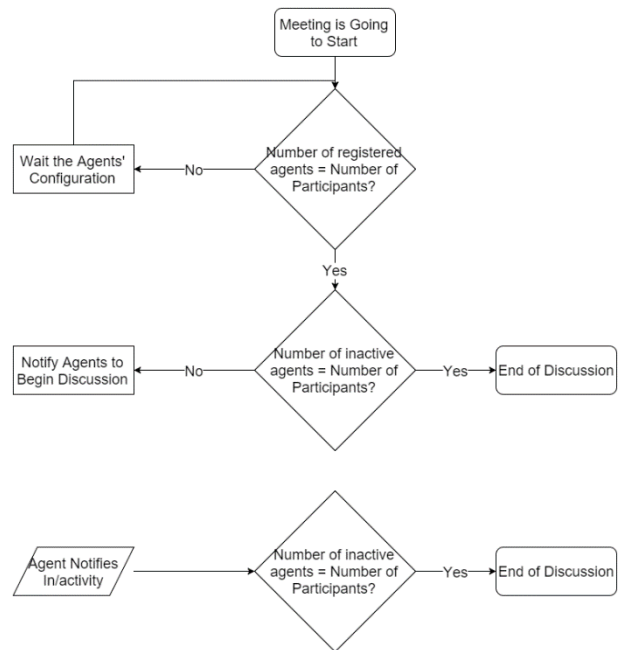 Meeting is Going
to Start
Number of registered
agents = Number of
Participants?
No
Wait the Agents'
Configuration
Yes
Number of inactive
agents = Number of
Participants?
No
Notify Agents to
Begin Discussion
Yes
End of Discussion
Agent Notifies
In/activity
Number of inactive
agents = Number of
Participants?
Yes
End of Discussion